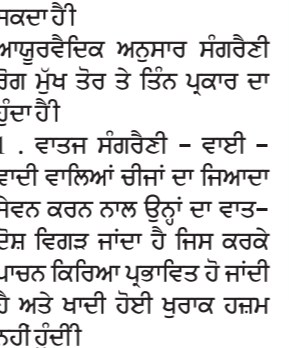 ਸਕਦਾ ਹੈ।
ਆਯੂਰਵੈਦਿਕ ਅਨੁਸਾਰ ਸੰਗਰੈਣੀ
ਰੋਗ ਮੁੱਖ ਤੋਰ ਤੇ ਤਿੰਨ ਪ੍ਰਕਾਰ ਦਾ
ਹੁੰਦਾ ਹੈ।
1 . ਵਾਤਜ ਸੰਗਰੈਣੀ – ਵਾਈ –
ਵਾਦੀ ਵਾਲਿਆਂ ਚੀਜਾਂ ਦਾ ਜਿਆਦਾ
ਸੇਵਨ ਕਰਨ ਨਾਲ ਉਨ੍ਹਾਂ ਦਾ ਵਾਤ–
ਦੋਸ਼ ਵਿਗੜ ਜਾਂਦਾ ਹੈ ਜਿਸ ਕਰਕੇ
ਪਾਚਨ ਕਿਰਿਆ ਪ੍ਰਭਾਵਿਤ ਹੋ ਜਾਂਦੀ
ਹੈ ਅਤੇ ਖਾਦੀ ਹੋਈ ਖੁਰਾਕ ਹਜ਼ਮ
ਨਹੀਂ ਹੁੰਦੀ।